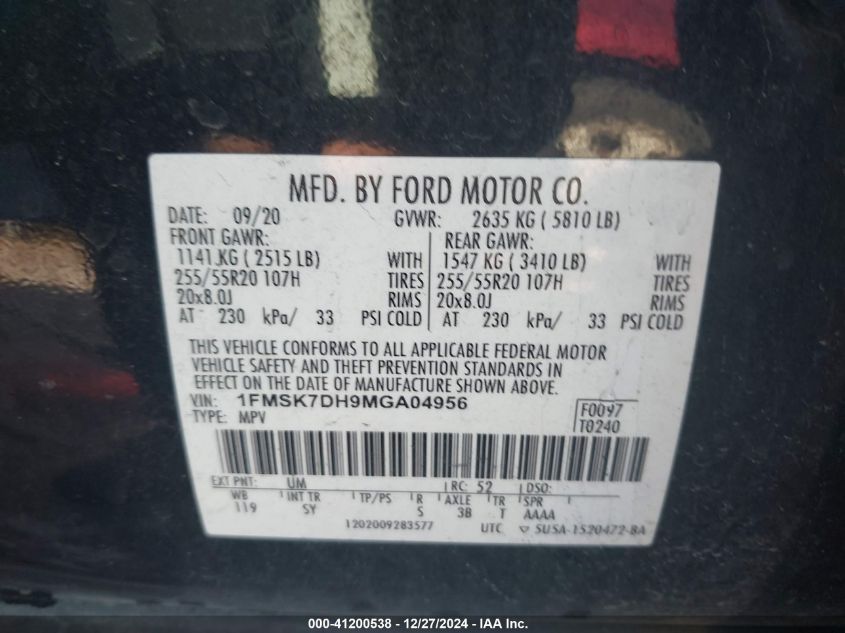 MFD. BY FORD MOTOR CO.
DATE: 09/20 GVWR: 2635 KG ( 5810 LB)
FRONT GAWR: REAR GAWR:
1141 KG ( 2515 LB) WITH 1547 KG ( 3410 LB) WITH
255/55R20 107H TIRES 255/55R20 107H TIRES
20x8.0J RIMS 20x8.0J RIMS
AT 230 kPa/ 33 PSI COLD AT 230 kPa/ 33 PSI COLD
THIS VEHICLE CONFORMS TO ALL APPLICABLE FEDERAL MOTOR
VEHICLE SAFETY AND THEFT PREVENTION STANDARDS IN
EFFECT ON THE DATE OF MANUFACTURE SHOWN ABOVE.
VIN: 1FMSK7DH9MGA04956 F0097
TYPE: MPV T0240
EXT PNT: UM RC: 52 DSO:
WB INT TR TP/PS R AXLE TR SPR
119 SY S 3B T AAAA
1202009283577 UTC ▽ 5USA-1520472-BA
000-41200538 - 12/27/2024 - IAA Inc.